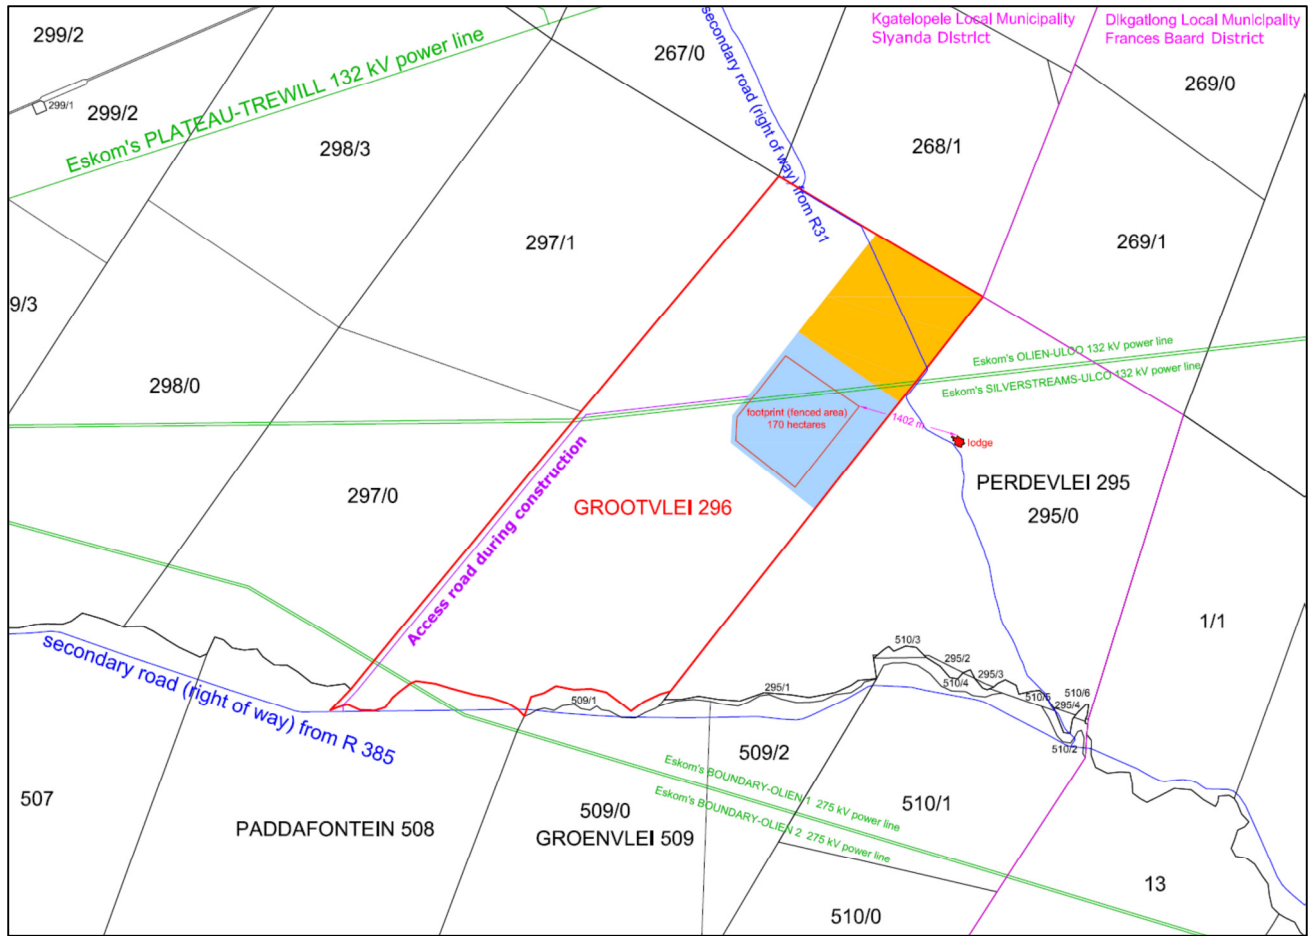 299/2
Eskom's PLATEAU-TREWILL 132 kV power line
267/0
secondary road (right of way) from R31
Kgatelopele Local Municipality
Siyanda District
Dikgatlong Local Municipality
Frances Baard District
269/0
299/1
299/2
298/3
268/1
297/1
269/1
9/3
Eskom's OLIEN-ULCO 132 kV power line
Eskom's SILVERSTREAMS-ULCO 132 kV power line
298/0
footprint (fenced area)
170 hectares
1402 m
lodge
PERDEVLEI 295
295/0
297/0
GROOTVLEI 296
Access road during construction
1/1
secondary road (right of way) from R 385
510/3
295/2
295/3
510/4
295/1
510/5
510/6
295/4
509/1
510/2
509/2
Eskom's BOUNDARY-OLIEN 1 275 kV power line
Eskom's BOUNDARY-OLIEN 2 275 kV power line
507
PADDAFONTEIN 508
509/0
GROENVLEI 509
510/1
13
510/0